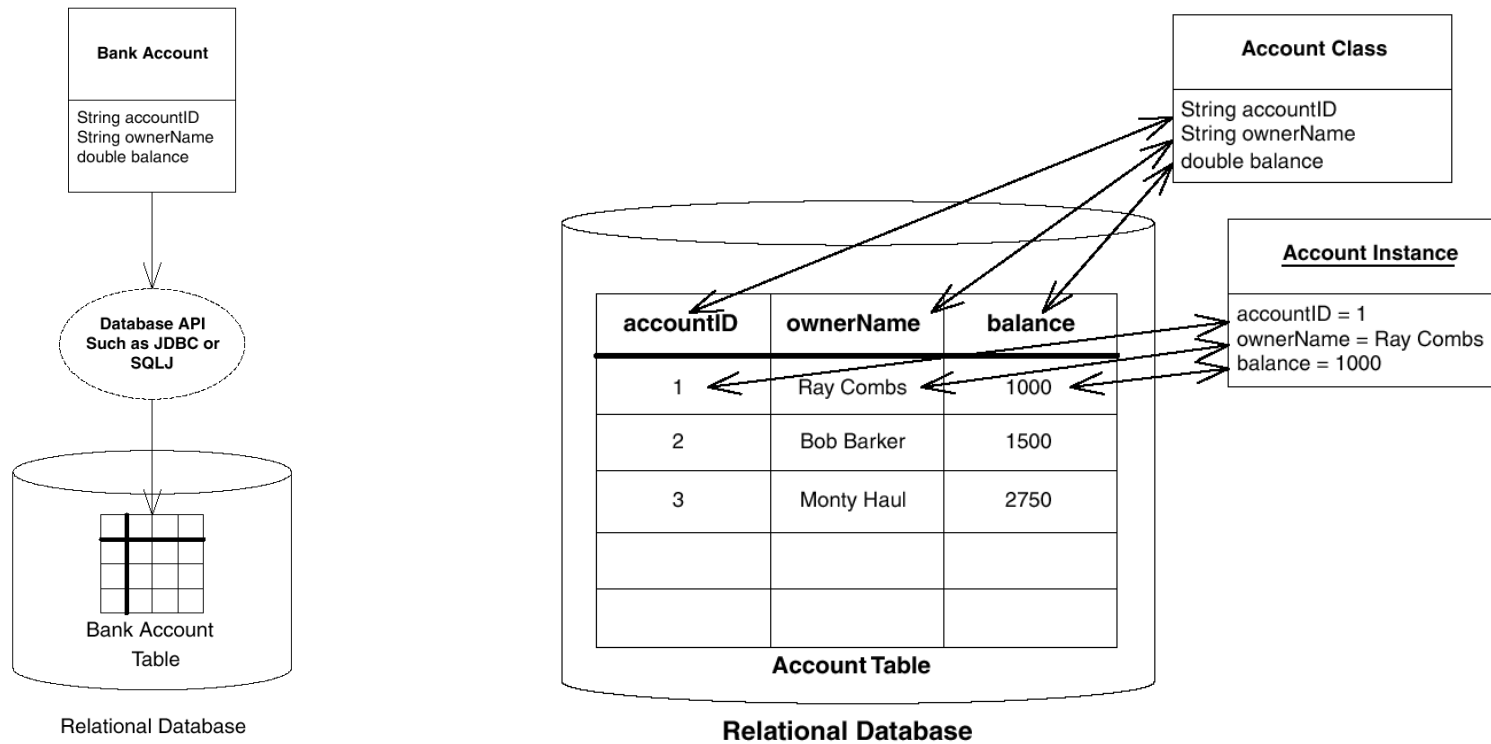 Bank Account
String accountID
String ownerName
double balance
Database API
Such as JDBC or
SQLJ
Bank Account
Table
Relational Database
Account Class
String accountID
String ownerName
double balance
Account Instance
accountID = 1
ownerName = Ray Combs
balance = 1000
accountID ownerName balance
1 Ray Combs 1000
2 Bob Barker 1500
3 Monty Haul 2750
Account Table
Relational Database